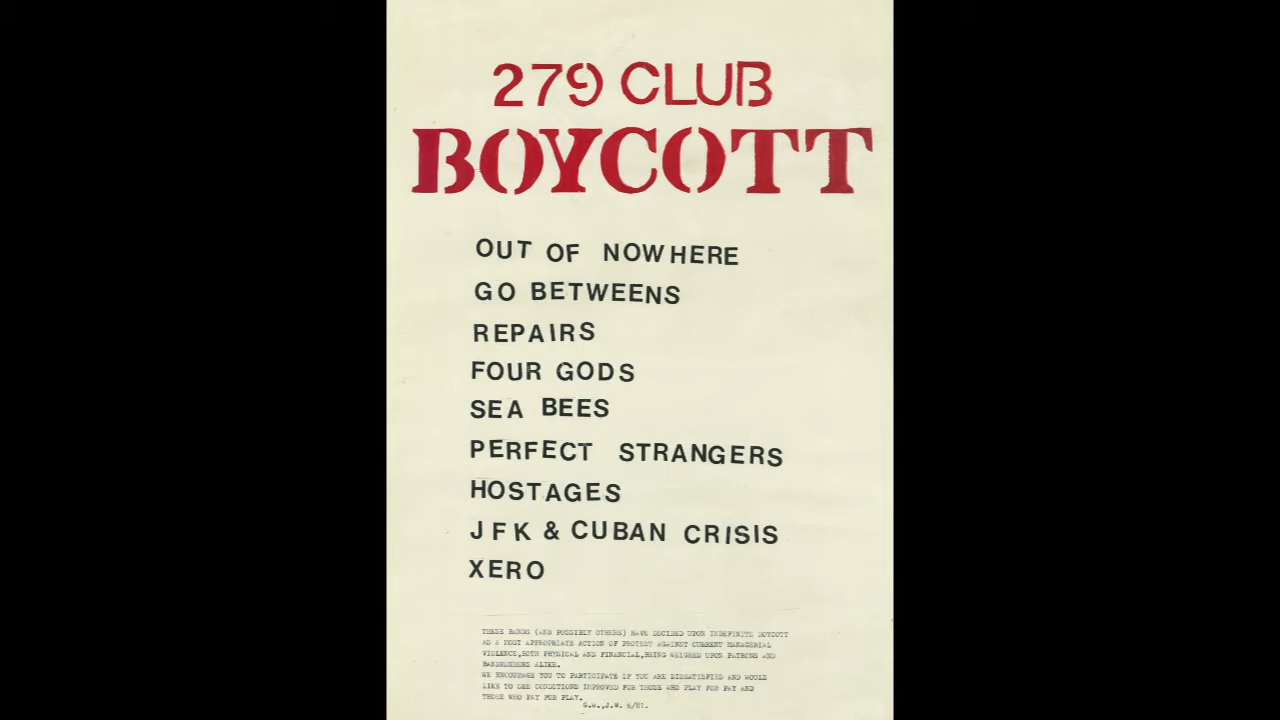 279 CLUB
BOYCOTT
OUT OF NOWHERE
GO BETWEENS
REPAIRS
FOUR GODS
SEA BEES
PERFECT STRANGERS
HOSTAGES
JFK & CUBAN CRISIS
XERO
THESE BANDS (AND POSSIBLY OTHERS) HAVE DECIDED UPON INDEFINITE BOYCOTT
AS A MOST APPROPRIATE ACTION OF PROTEST AGAINST CURRENT MANAGERIAL
VIOLENCE,BOTH PHYSICAL AND FINANCIAL,BEING WEIGHED UPON PATRONS AND
BANDMEMBERS ALIKE.
WE ENCOURAGE YOU TO PARTICIPATE IF YOU ARE DISSATISFIED AND WOULD
LIKE TO SEE CONDITIONS IMPROVED FOR THOSE WHO PLAY FOR PAY AND
THOSE WHO PAY FOR PLAY.
G.W.,J.W. 6/81.